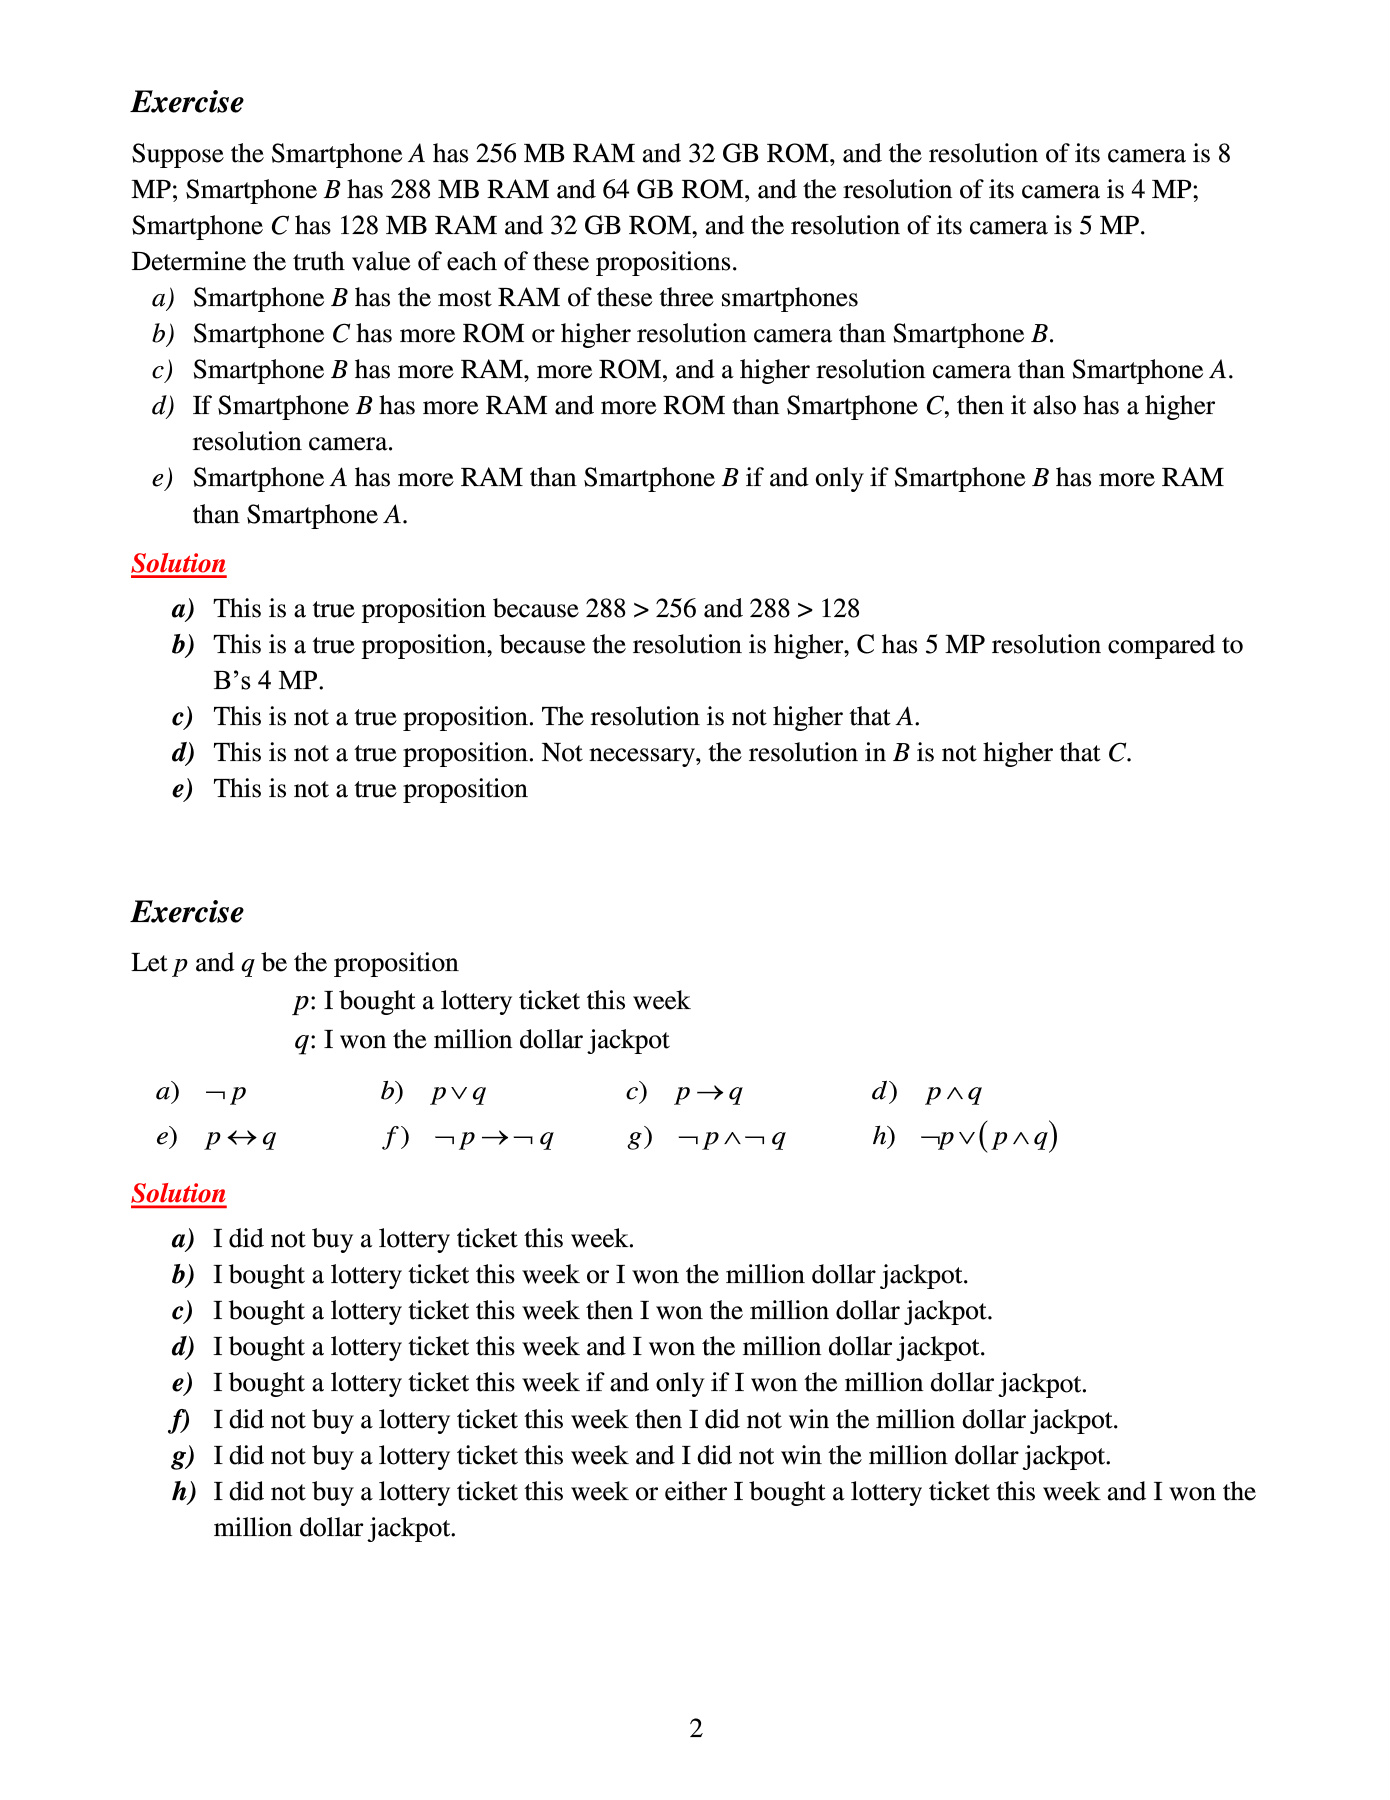 Exercise
Suppose the Smartphone A has 256 MB RAM and 32 GB ROM, and the resolution of its camera is 8
MP; Smartphone B has 288 MB RAM and 64 GB ROM, and the resolution of its camera is 4 MP;
Smartphone C has 128 MB RAM and 32 GB ROM, and the resolution of its camera is 5 MP.
Determine the truth value of each of these propositions.
a) Smartphone B has the most RAM of these three smartphones
b) Smartphone C has more ROM or higher resolution camera than Smartphone B.
c) Smartphone B has more RAM, more ROM, and a higher resolution camera than Smartphone A.
d) If Smartphone B has more RAM and more ROM than Smartphone C, then it also has a higher
resolution camera.
e) Smartphone A has more RAM than Smartphone B if and only if Smartphone B has more RAM
than Smartphone A.
Solution
a) This is a true proposition because 288 > 256 and 288 > 128
b) This is a true proposition, because the resolution is higher, C has 5 MP resolution compared to
B’s 4 MP.
c) This is not a true proposition. The resolution is not higher that A.
d) This is not a true proposition. Not necessary, the resolution in B is not higher that C.
e) This is not a true proposition
Exercise
Let p and q be the proposition
p: I bought a lottery ticket this week
q: I won the million dollar jackpot
a) ¬p b) p∨q c) p→q d) p∧q
e) p↔q f) ¬p→¬q g) ¬p∧¬q h) ¬p∨(p∧q)
Solution
a) I did not buy a lottery ticket this week.
b) I bought a lottery ticket this week or I won the million dollar jackpot.
c) I bought a lottery ticket this week then I won the million dollar jackpot.
d) I bought a lottery ticket this week and I won the million dollar jackpot.
e) I bought a lottery ticket this week if and only if I won the million dollar jackpot.
f) I did not buy a lottery ticket this week then I did not win the million dollar jackpot.
g) I did not buy a lottery ticket this week and I did not win the million dollar jackpot.
h) I did not buy a lottery ticket this week or either I bought a lottery ticket this week and I won the
million dollar jackpot.
2